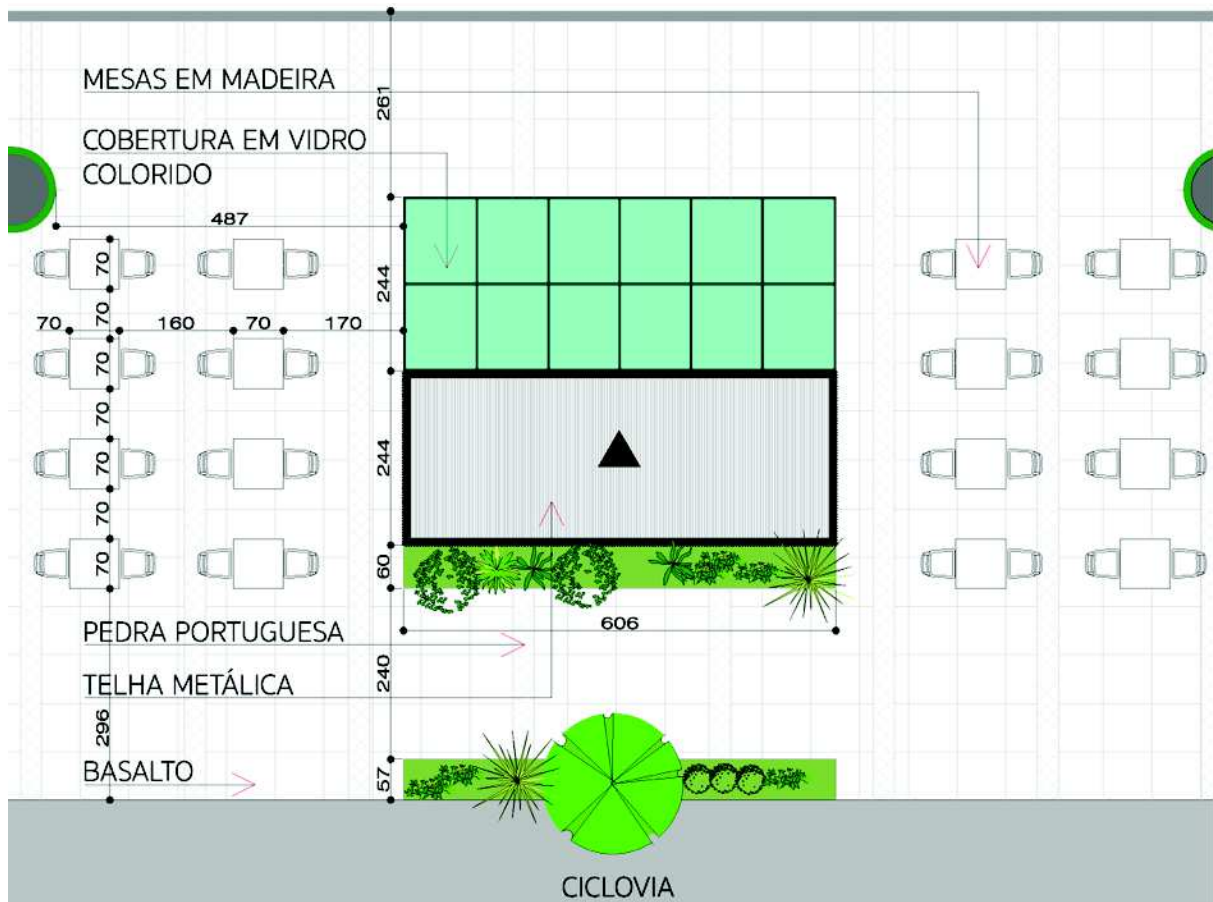 261
MESAS EM MADEIRA
COBERTURA EM VIDRO
COLORIDO
487
70
244
70
70 160 70 170
70
70
70
244
70
70
60
606
PEDRA PORTUGUESA
240
TELHA METÁLICA
296
BASALTO
57
CICLOVIA